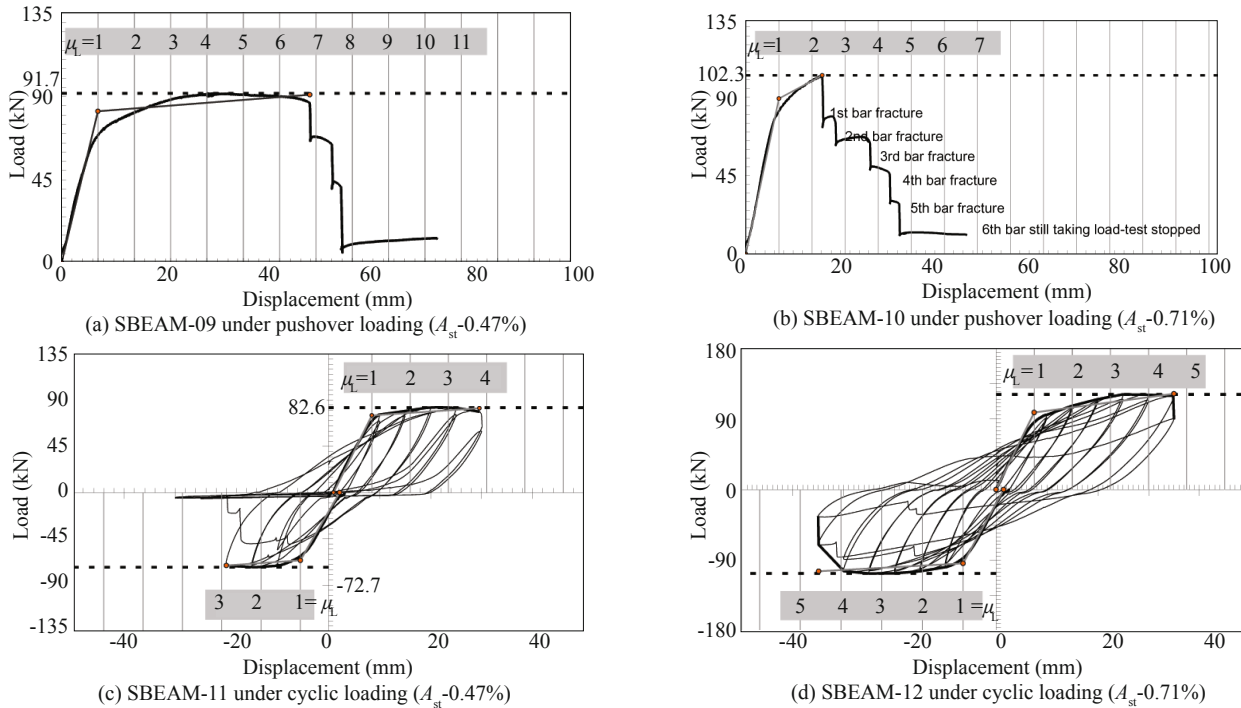 135
μL=1 2 3 4 5 6 7 8 9 10 11
91.7
90
45
0
Load (kN)
0 20 40 60 80 100
Displacement (mm)
(a) SBEAM-09 under pushover loading (Ast-0.47%)
135
μL=1 2 3 4 5 6 7
102.3
90
45
0
Load (kN)
1st bar fracture
2nd bar fracture
3rd bar fracture
4th bar fracture
5th bar fracture
6th bar still taking load-test stopped
0 20 40 60 80 100
Displacement (mm)
(b) SBEAM-10 under pushover loading (Ast-0.71%)
135
μL=1 2 3 4
90
82.6
45
0
-45
-90
-72.7
3 2 1=μL
-135
Load (kN)
-40 -20 0 20 40
Displacement (mm)
(c) SBEAM-11 under cyclic loading (Ast-0.47%)
180
μL=1 2 3 4 5
90
0
-90
5 4 3 2 1=μL
-180
Load (kN)
-40 -20 0 20 40
Displacement (mm)
(d) SBEAM-12 under cyclic loading (Ast-0.71%)